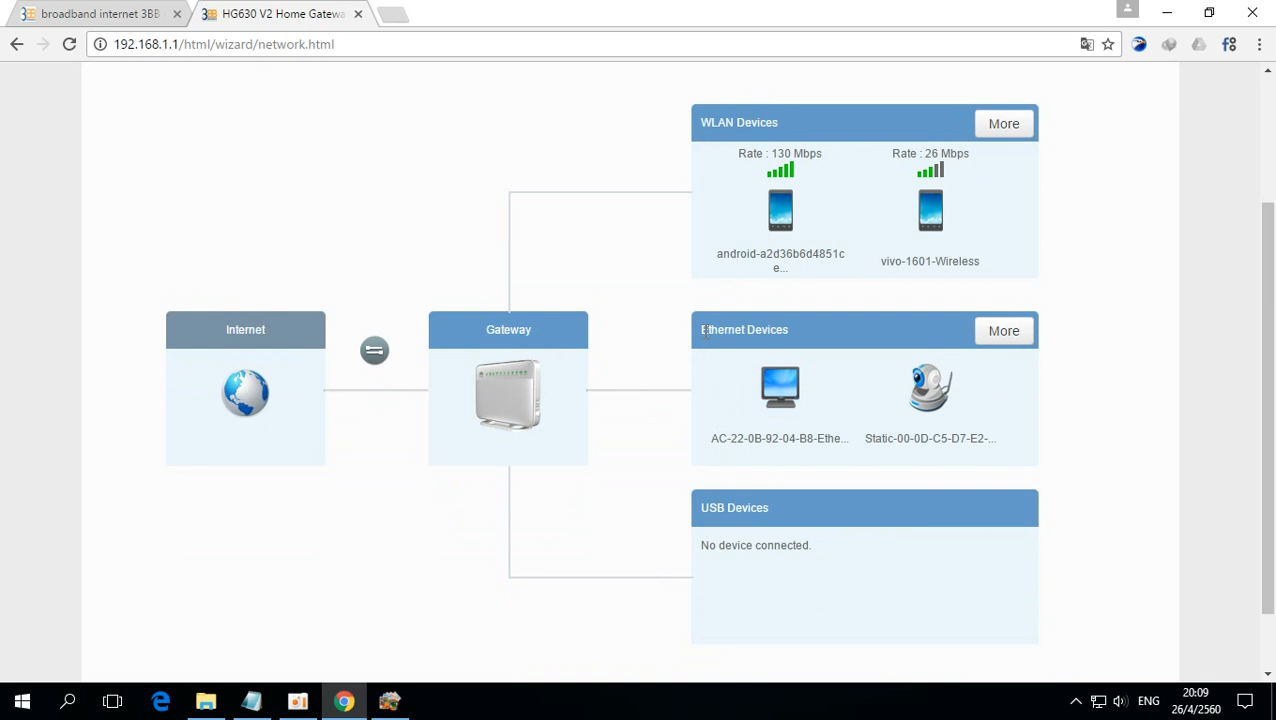 broadband internet 3BB
HG630 V2 Home Gatewa
192.168.1.1/html/wizard/network.html
WLAN Devices
More
Rate : 130 Mbps
Rate : 26 Mbps
android-a2d36b6d4851c
e...
vivo-1601-Wireless
Internet
Gateway
Ethernet Devices
More
AC-22-0B-92-04-B8-Ethe...
Static-00-0D-C5-D7-E2-...
USB Devices
No device connected.
ENG
20:09
26/4/2560